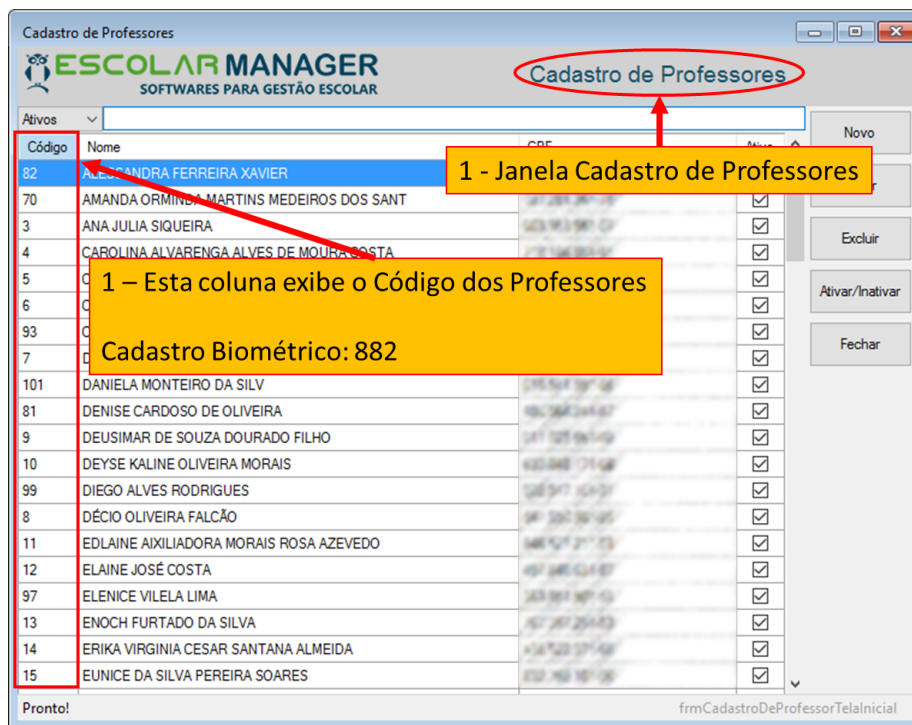 Cadastro de Professores
ESCOLAR MANAGER
SOFTWARES PARA GESTÃO ESCOLAR
Cadastro de Professores
Ativos
Novo
Código Nome
1 - Janela Cadastro de Professores
82 ALESSANDRA FERREIRA XAVIER
70 AMANDA ORMINDA MARTINS MEDEIROS DOS SANT
3 ANA JULIA SIQUEIRA
Excluir
4 CAROLINA ALVARENGA ALVES DE MOURA COSTA
1 – Esta coluna exibe o Código dos Professores
Cadastro Biométrico: 882
5
Ativar/Inativar
6
93
Fechar
7
101 DANIELA MONTEIRO DA SILV
81 DENISE CARDOSO DE OLIVEIRA
9 DEUSIMAR DE SOUZA DOURADO FILHO
10 DEYSE KALINE OLIVEIRA MORAIS
99 DIEGO ALVES RODRIGUES
8 DÉCIO OLIVEIRA FALCÃO
11 EDLAINE AIXILIADORA MORAIS ROSA AZEVEDO
12 ELAINE JOSÉ COSTA
97 ELENICE VILELA LIMA
13 ENOCH FURTADO DA SILVA
14 ERIKA VIRGINIA CESAR SANTANA ALMEIDA
15 EUNICE DA SILVA PEREIRA SOARES
Pronto!
frmCadastroDeProfessorTelaInicial